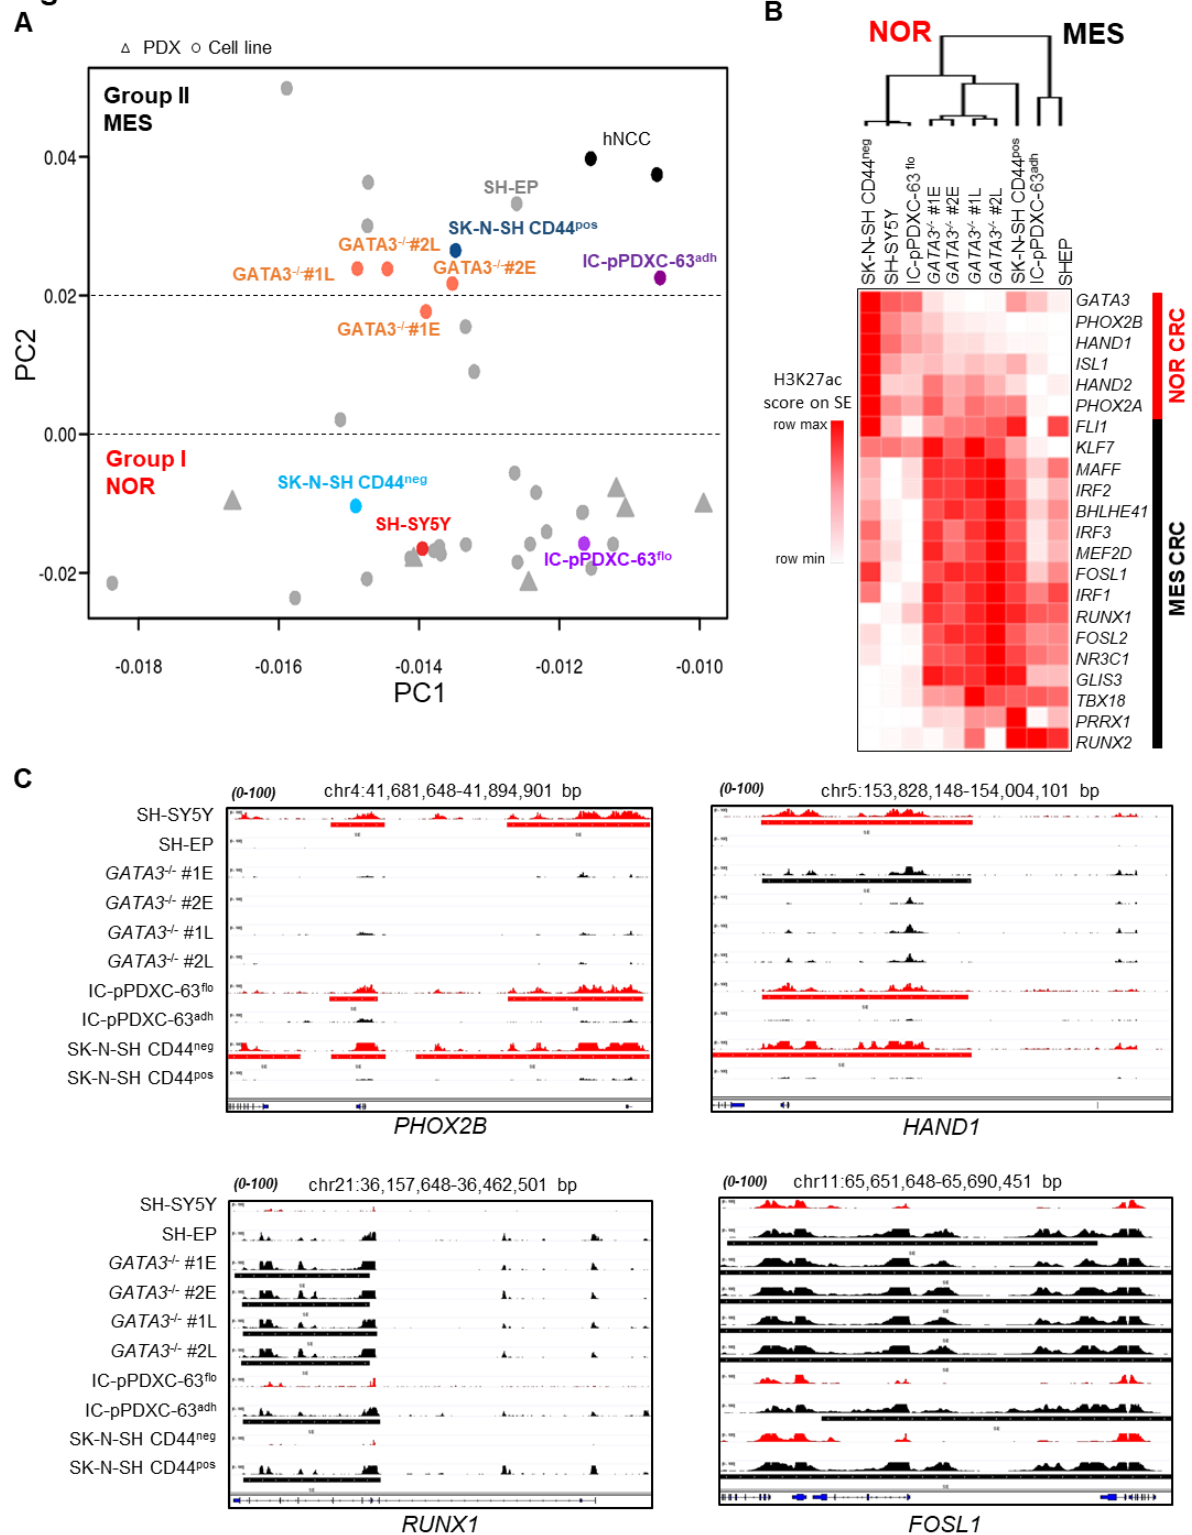 A
△ PDX ○ Cell line
Group II
MES
hNCC
SH-EP
SK-N-SH CD44pos
GATA3-/-#2L
GATA3-/-#1L
GATA3-/-#2E
IC-pPDXC-63adh
GATA3-/-#1E
Group I
NOR
SK-N-SH CD44neg
SH-SY5Y
IC-pPDXC-63flo
PC2
0.04
0.02
0.00
-0.02
-0.018
-0.016
-0.014
-0.012
-0.010
PC1
B
NOR
MES
SK-N-SH CD44neg
SH-SY5Y
IC-pPDXC-63 flo
GATA3-/- #1E
GATA3-/- #2E
GATA3-/- #1L
GATA3-/- #2L
SK-N-SH CD44pos
IC-pPDXC-63adh
SHEP
H3K27ac
score on SE
row max
row min
GATA3
PHOX2B
HAND1
ISL1
HAND2
PHOX2A
FLI1
KLF7
MAFF
IRF2
BHLHE41
IRF3
MEF2D
FOSL1
IRF1
RUNX1
FOSL2
NR3C1
GLIS3
TBX18
PRRX1
RUNX2
NOR CRC
MES CRC
C
(0-100) chr4:41,681,648-41,894,901 bp
SH-SY5Y
SH-EP
GATA3-/- #1E
GATA3-/- #2E
GATA3-/- #1L
GATA3-/- #2L
IC-pPDXC-63flo
IC-pPDXC-63adh
SK-N-SH CD44neg
SK-N-SH CD44pos
PHOX2B
(0-100) chr5:153,828,148-154,004,101 bp
HAND1
(0-100) chr21:36,157,648-36,462,501 bp
SH-SY5Y
SH-EP
GATA3-/- #1E
GATA3-/- #2E
GATA3-/- #1L
GATA3-/- #2L
IC-pPDXC-63flo
IC-pPDXC-63adh
SK-N-SH CD44neg
SK-N-SH CD44pos
RUNX1
(0-100) chr11:65,651,648-65,690,451 bp
FOSL1